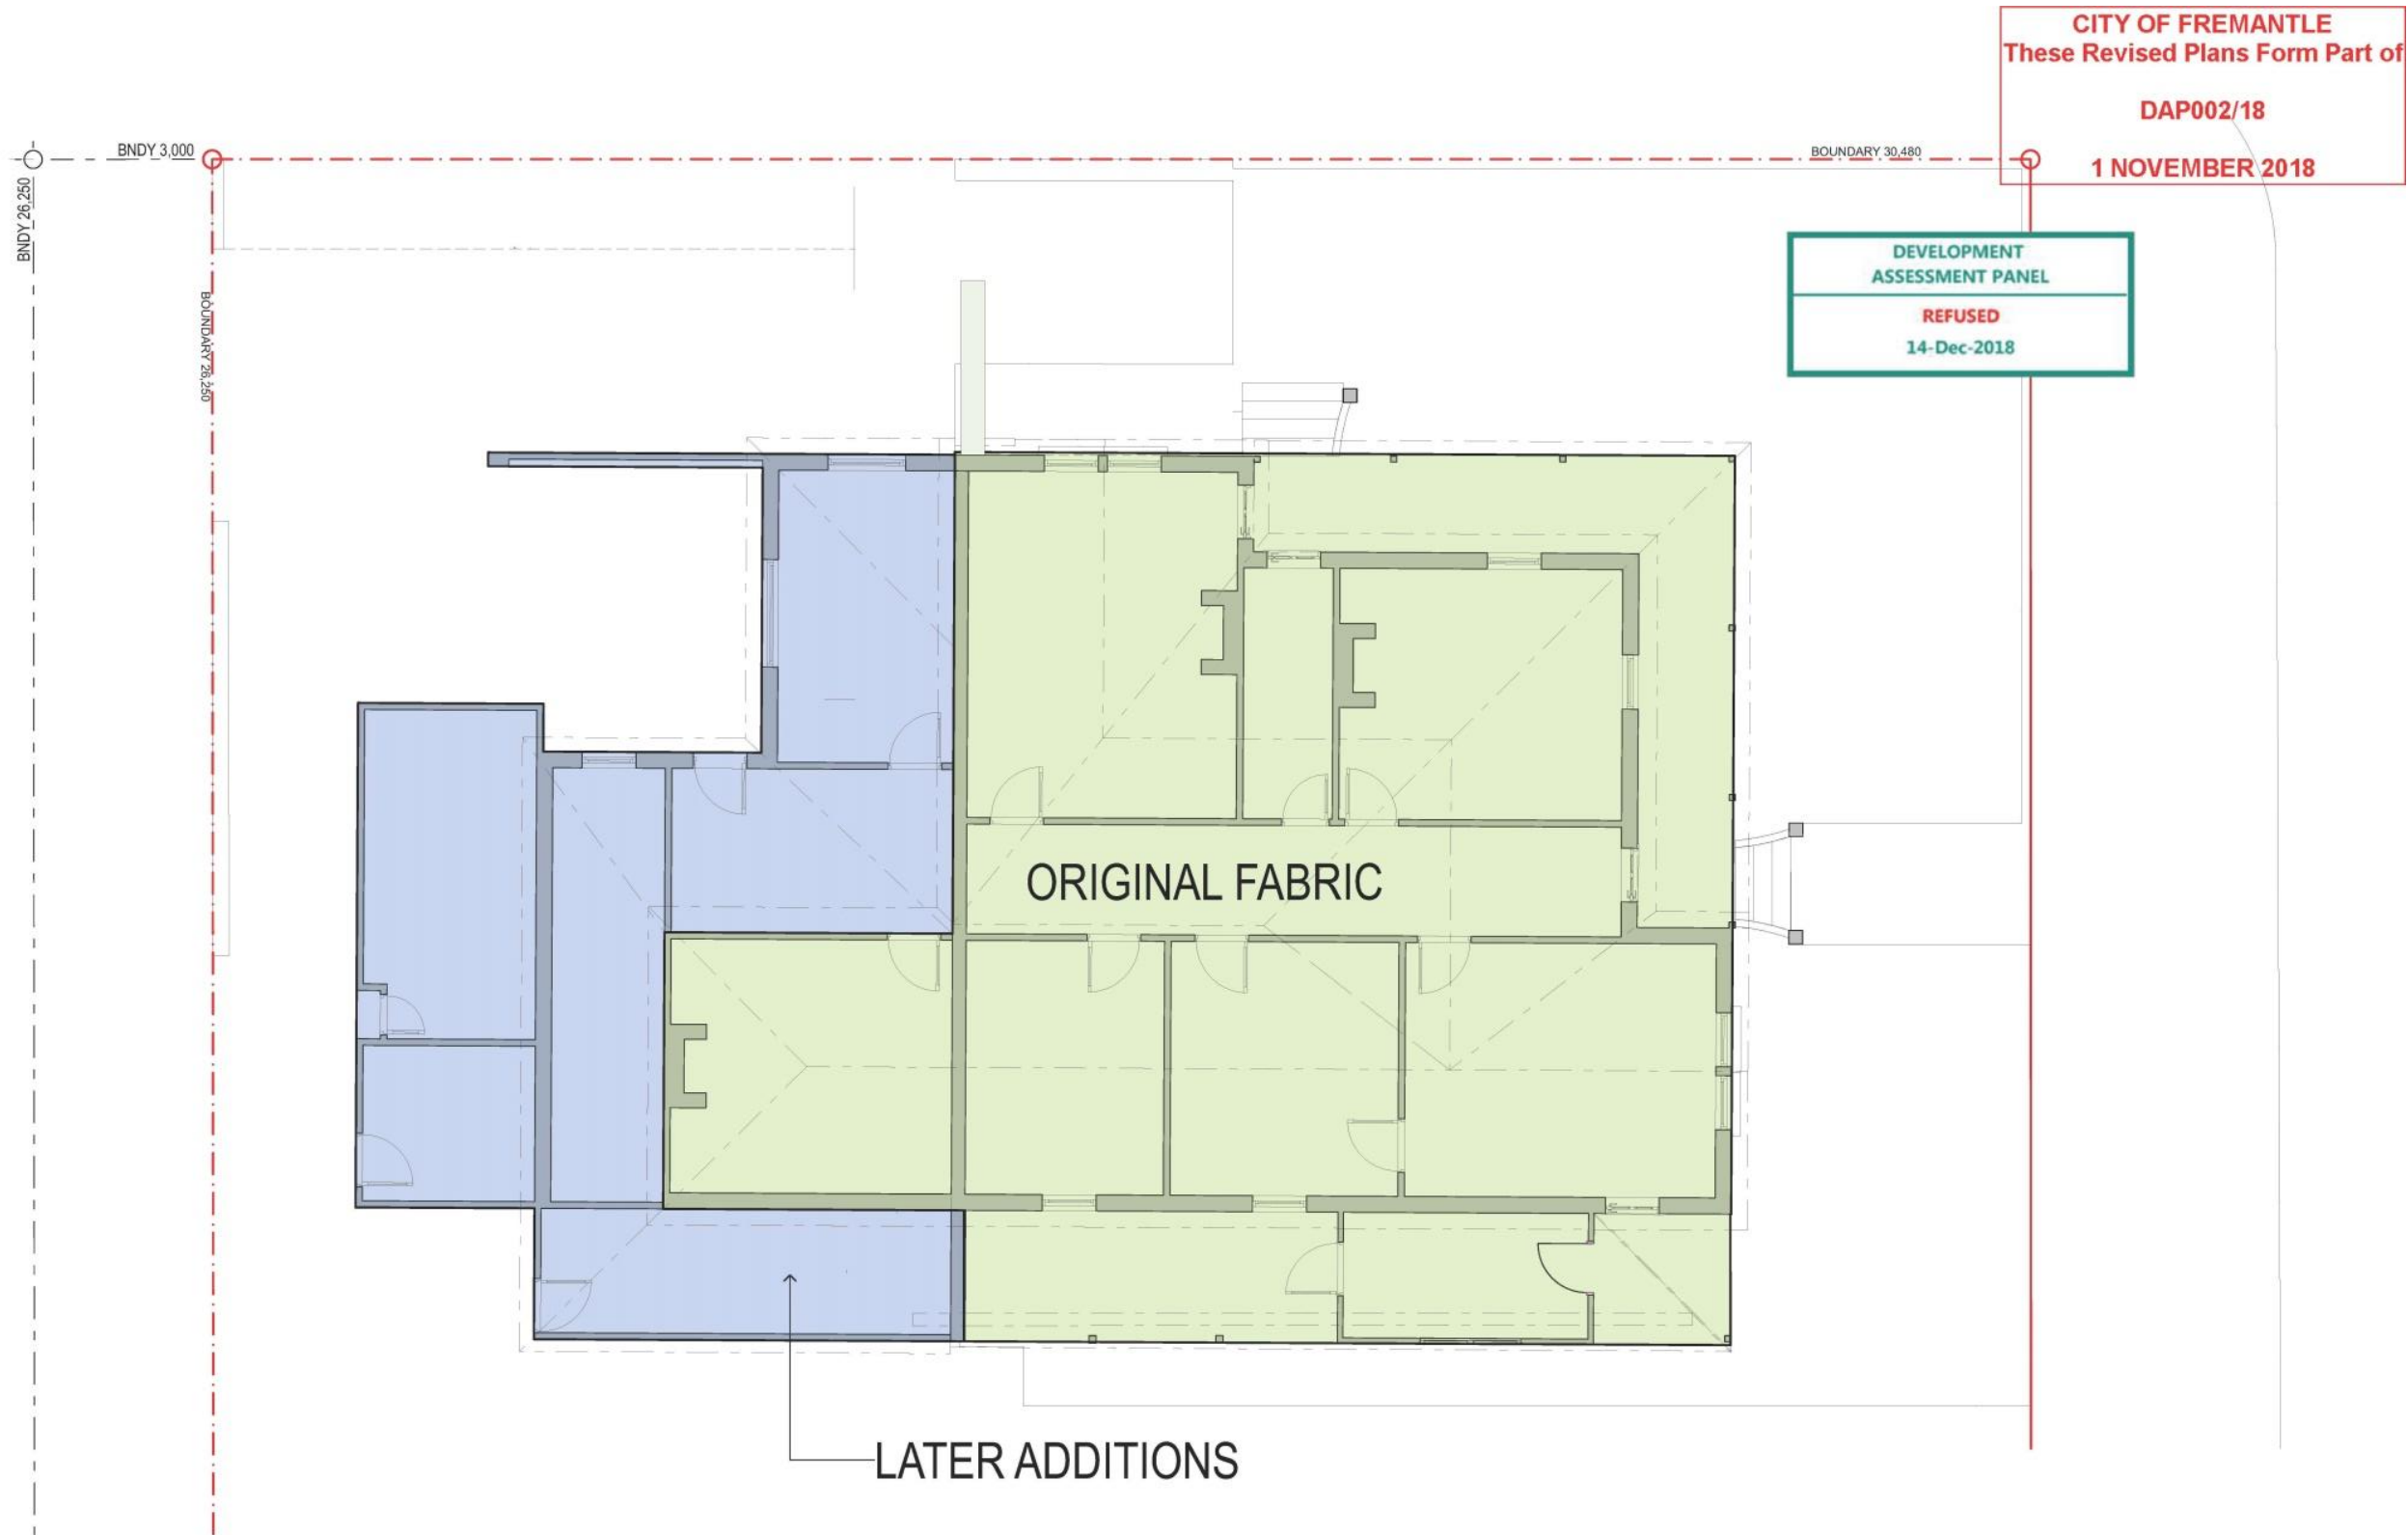 CITY OF FREMANTLE
These Revised Plans Form Part of
DAP002/18
1 NOVEMBER 2018
BNDY 3,000
BOUNDARY 30,480
BNDY 26,250
BOUNDARY 26,250
DEVELOPMENT
ASSESSMENT PANEL
REFUSED
14-Dec-2018
ORIGINAL FABRIC
LATER ADDITIONS